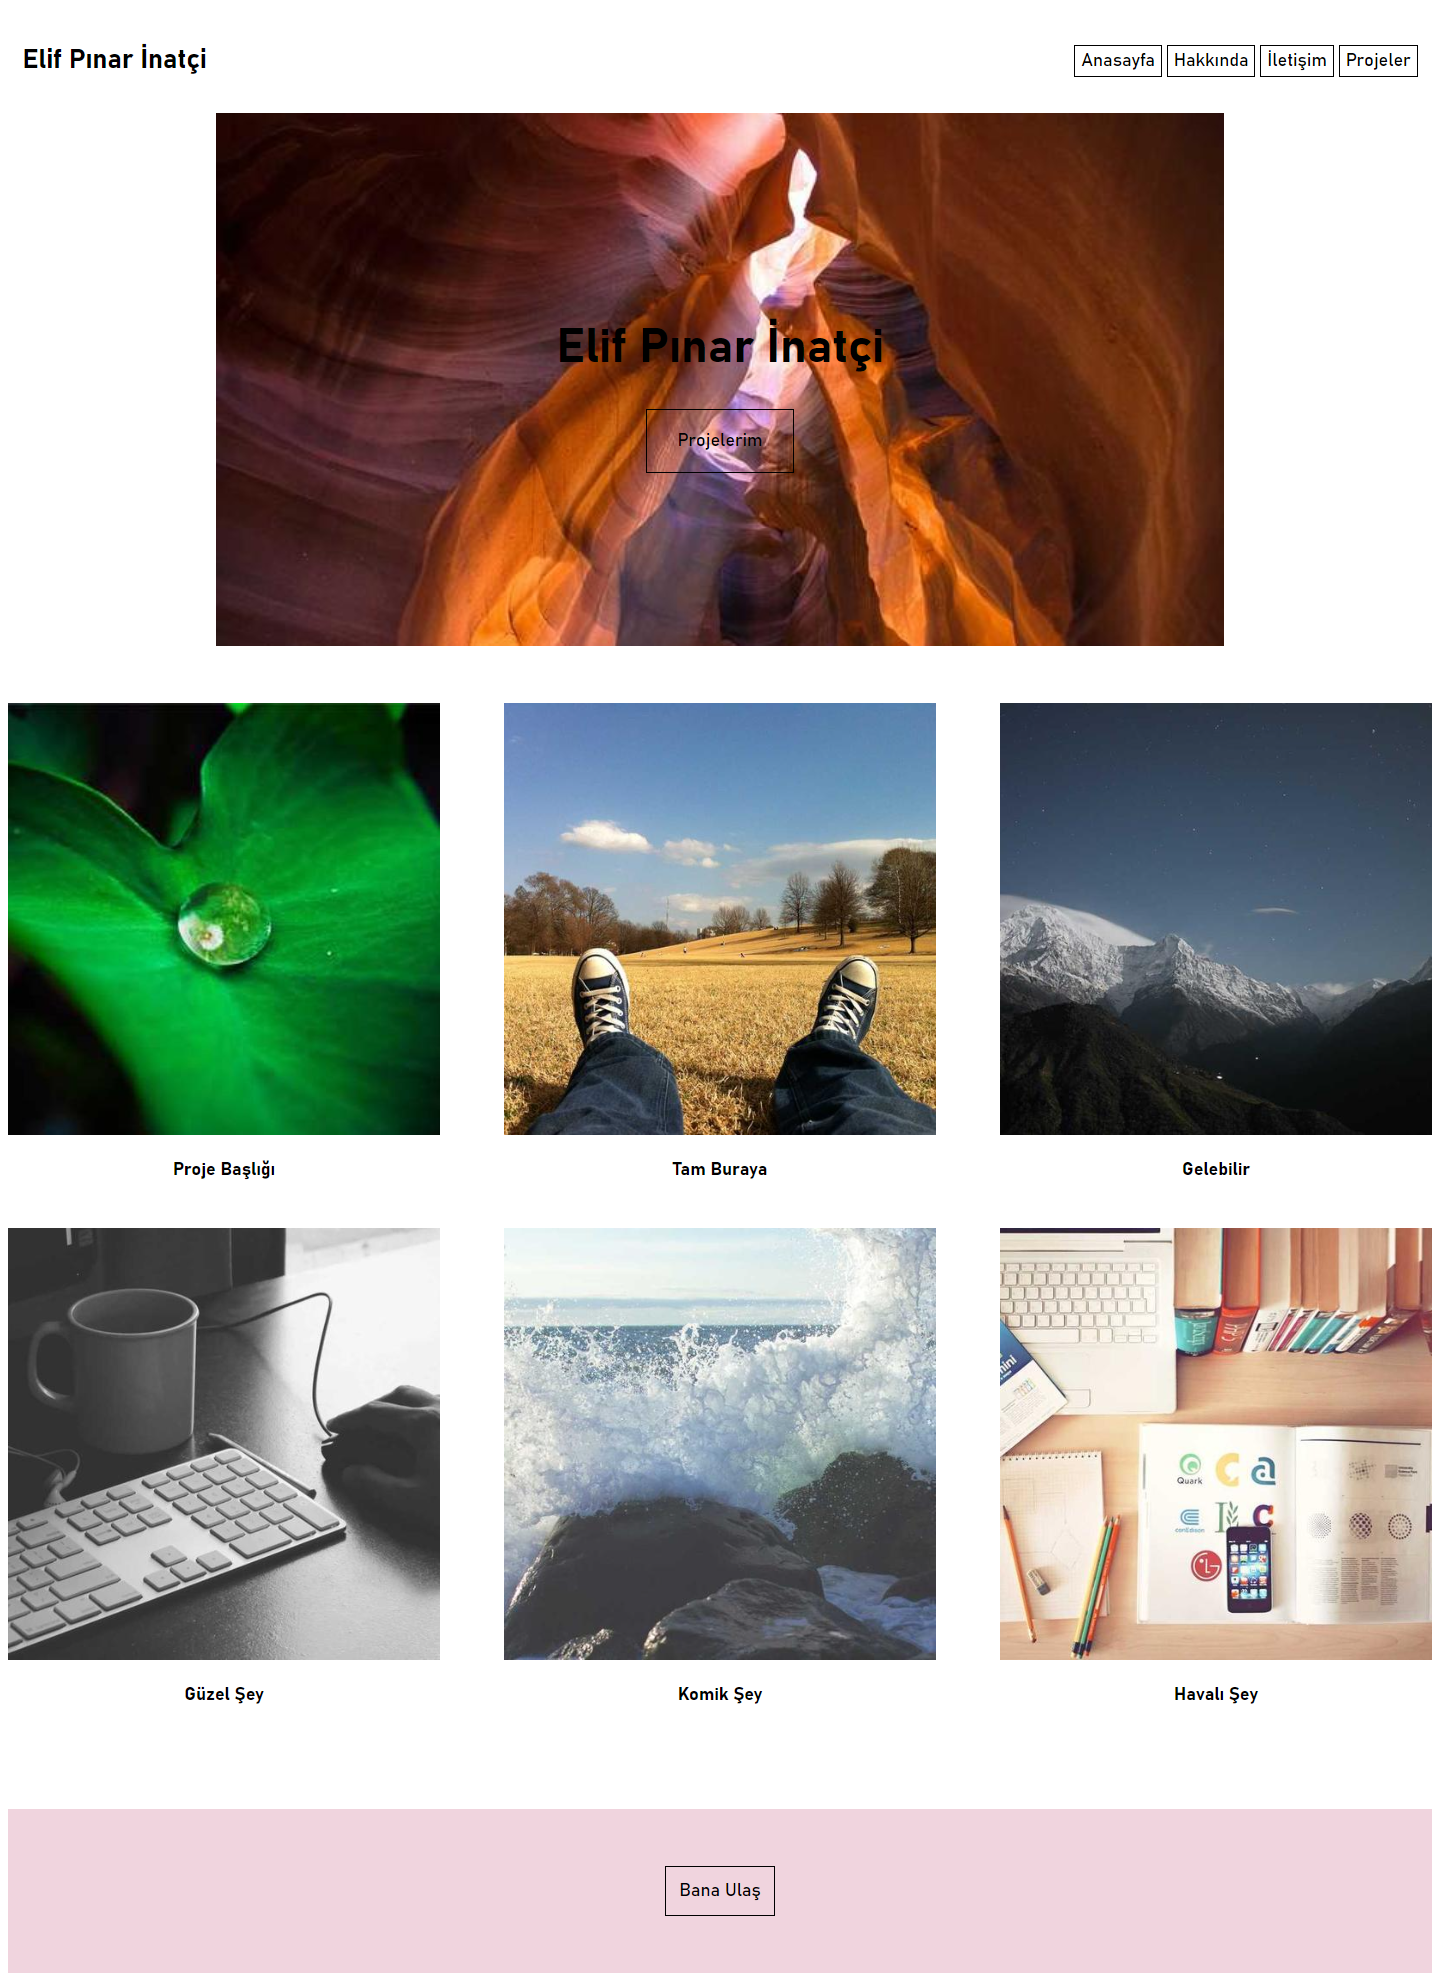 Elif Pınar İnatçi
Anasayfa Hakkında İletişim Projeler
Elif Pınar İnatçi
Projelerim
Proje Başlığı Tam Buraya Gelebilir
Quark
Güzel Şey Komik Şey Havalı Şey
Bana Ulaş